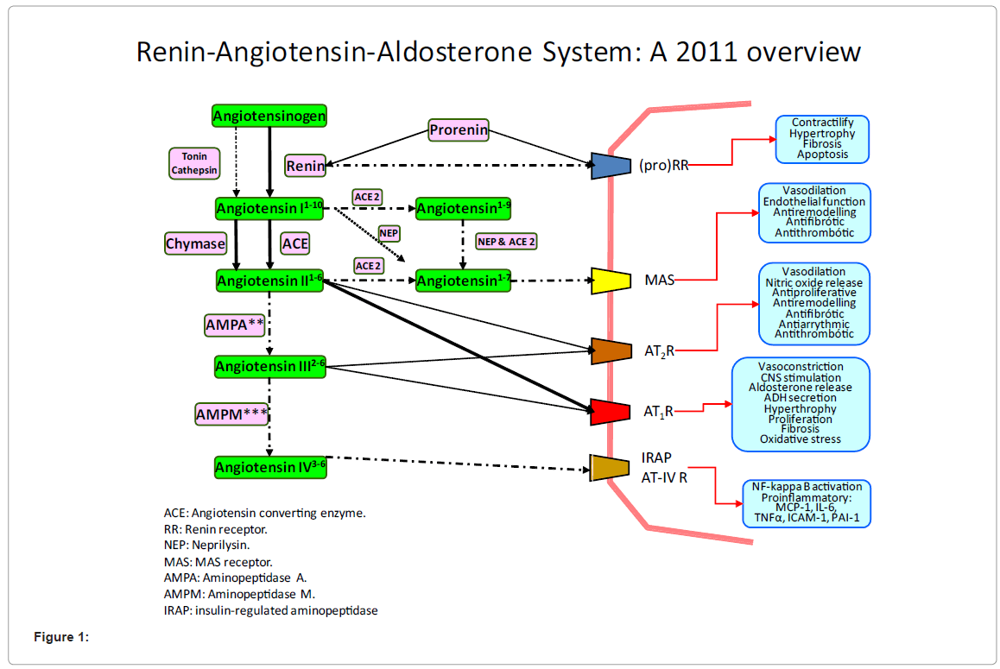 Renin-Angiotensin-Aldosterone System: A 2011 overview
Angiotensinogen
Prorenin
Tonin
Cathepsin
Renin
(pro)RR
Contractilify
Hypertrophy
Fibrosis
Apoptosis
Angiotensin I1-10
ACE 2
Angiotensin1-9
Vasodilation
Endothelial function
Antiremodelling
Antifibrótic
Antithrombótic
Chymase
ACE
NEP
NEP & ACE 2
Angiotensin II1-6
ACE 2
Angiotensin1-7
MAS
Vasodilation
Nitric oxide release
Antiproliferative
Antiremodelling
Antifibrótic
Antiarrythmic
Antithrombótic
AMPA**
AT2R
Angiotensin III2-6
Vasoconstriction
CNS stimulation
Aldosterone release
ADH secretion
Hyperthrophy
Proliferation
Fibrosis
Oxidative stress
AMPM***
AT1R
Angiotensin IV3-6
IRAP
AT-IV R
NF-kappa B activation
Proinflammatory:
MCP-1, IL-6,
TNFα, ICAM-1, PAI-1
ACE: Angiotensin converting enzyme.
RR: Renin receptor.
NEP: Neprilysin.
MAS: MAS receptor.
AMPA: Aminopeptidase A.
AMPM: Aminopeptidase M.
IRAP: insulin-regulated aminopeptidase
Figure 1: